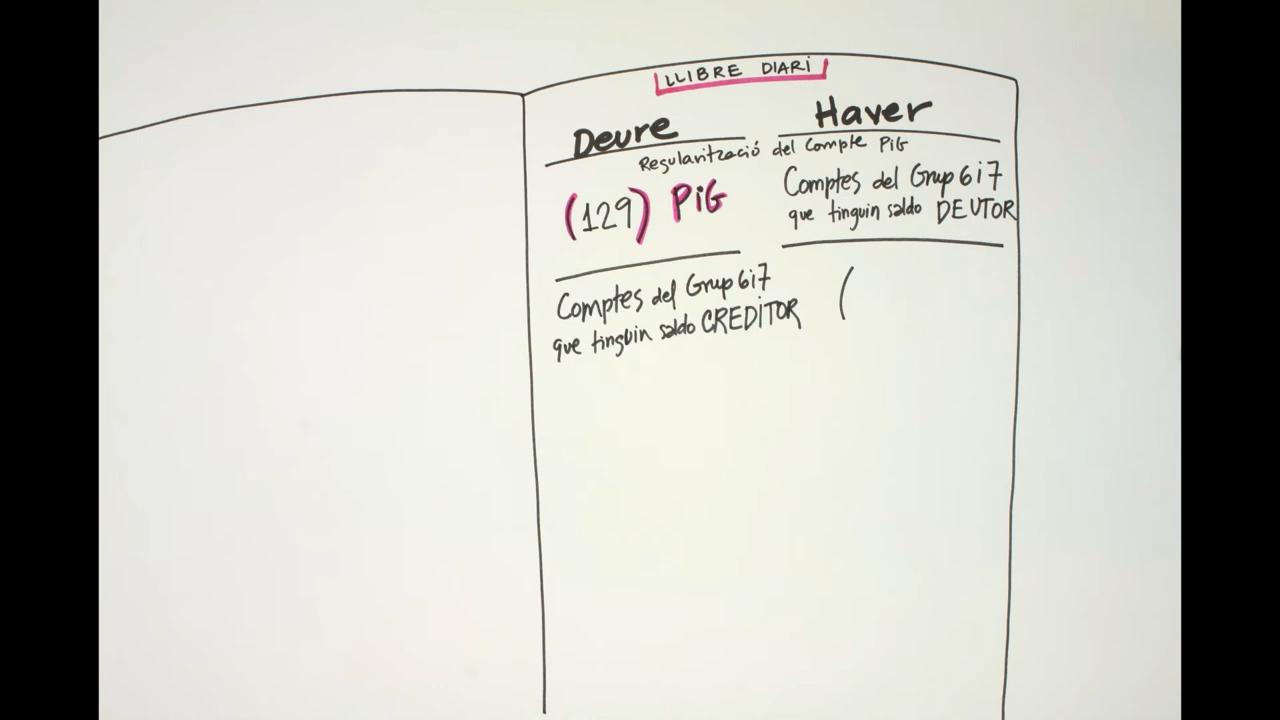 LLIBRE DIARI
Deure
Haver
Regularització del Compte PiG
(129) PiG
Comptes del Grup 6 i 7
que tinguin saldo DEUTOR
Comptes del Grup 6 i 7
que tinguin saldo CREDITOR
(